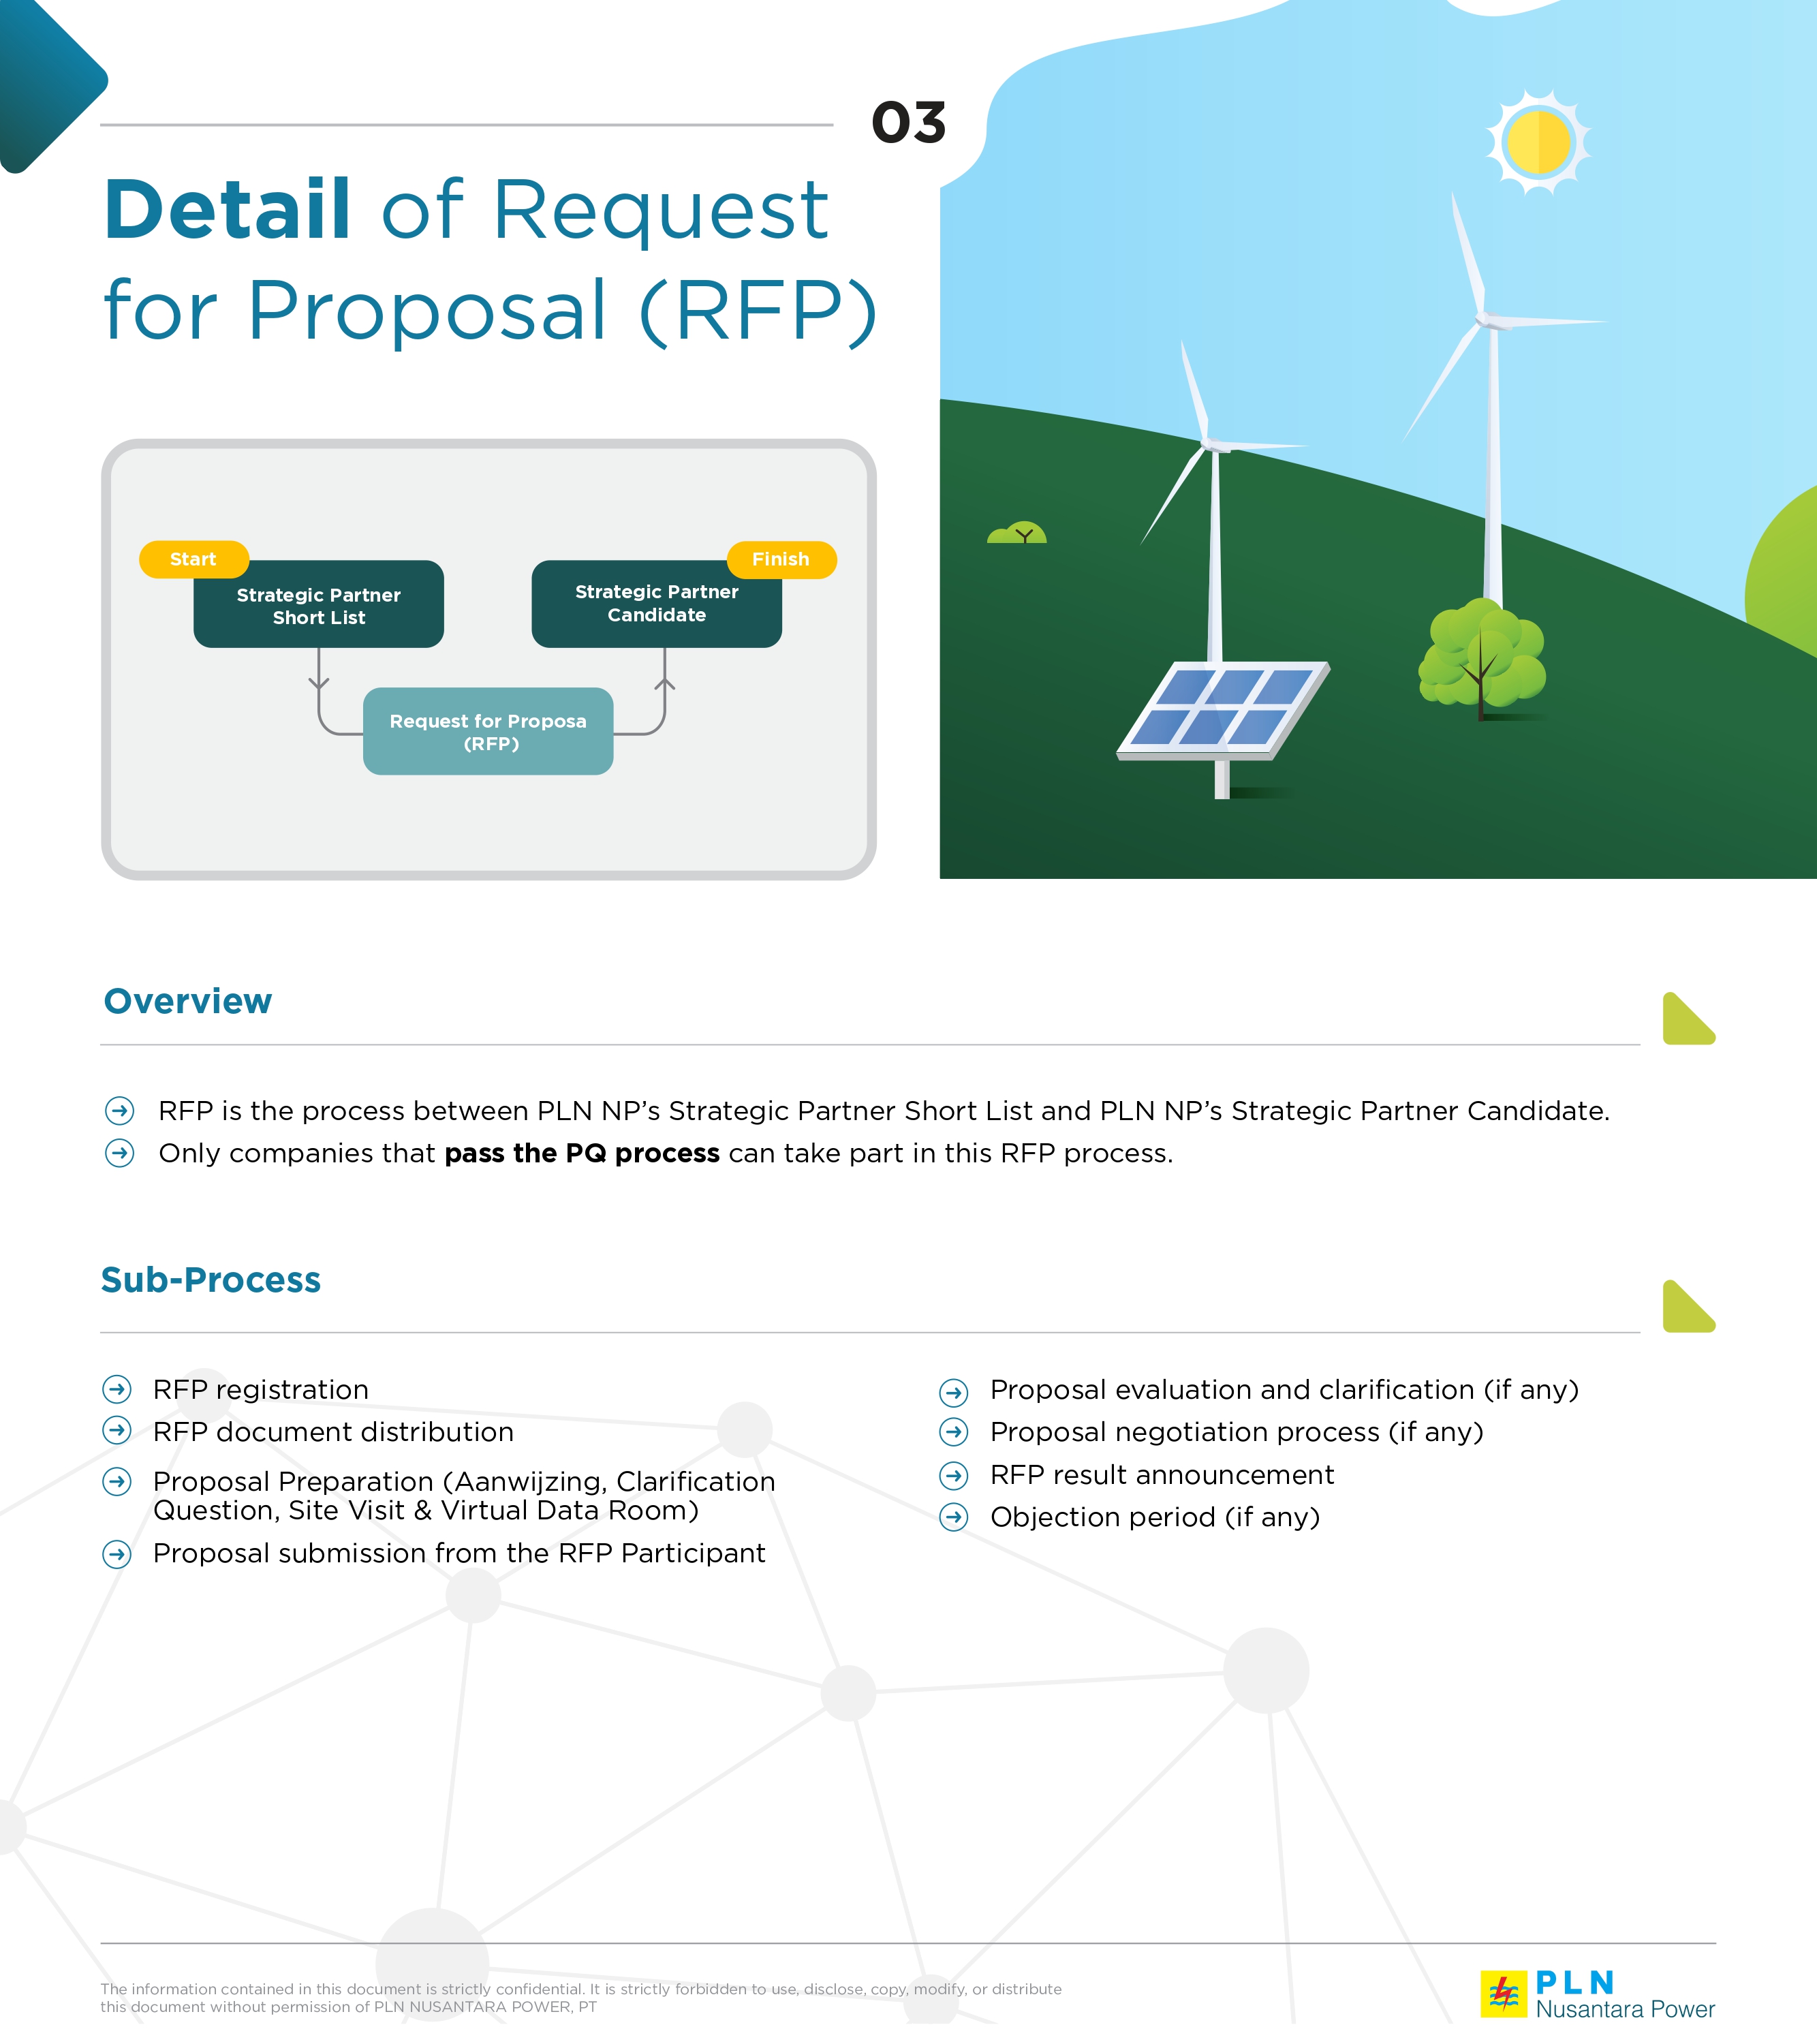 03
Detail of Request
for Proposal (RFP)
Start
Strategic Partner
Short List
Finish
Strategic Partner
Candidate
Request for Proposa
(RFP)
Overview
RFP is the process between PLN NP’s Strategic Partner Short List and PLN NP’s Strategic Partner Candidate.
Only companies that pass the PQ process can take part in this RFP process.
Sub-Process
RFP registration
RFP document distribution
Proposal Preparation (Aanwijzing, Clarification
Question, Site Visit & Virtual Data Room)
Proposal submission from the RFP Participant
Proposal evaluation and clarification (if any)
Proposal negotiation process (if any)
RFP result announcement
Objection period (if any)
The information contained in this document is strictly confidential. It is strictly forbidden to use, disclose, copy, modify, or distribute
this document without permission of PLN NUSANTARA POWER, PT
PLN
Nusantara Power